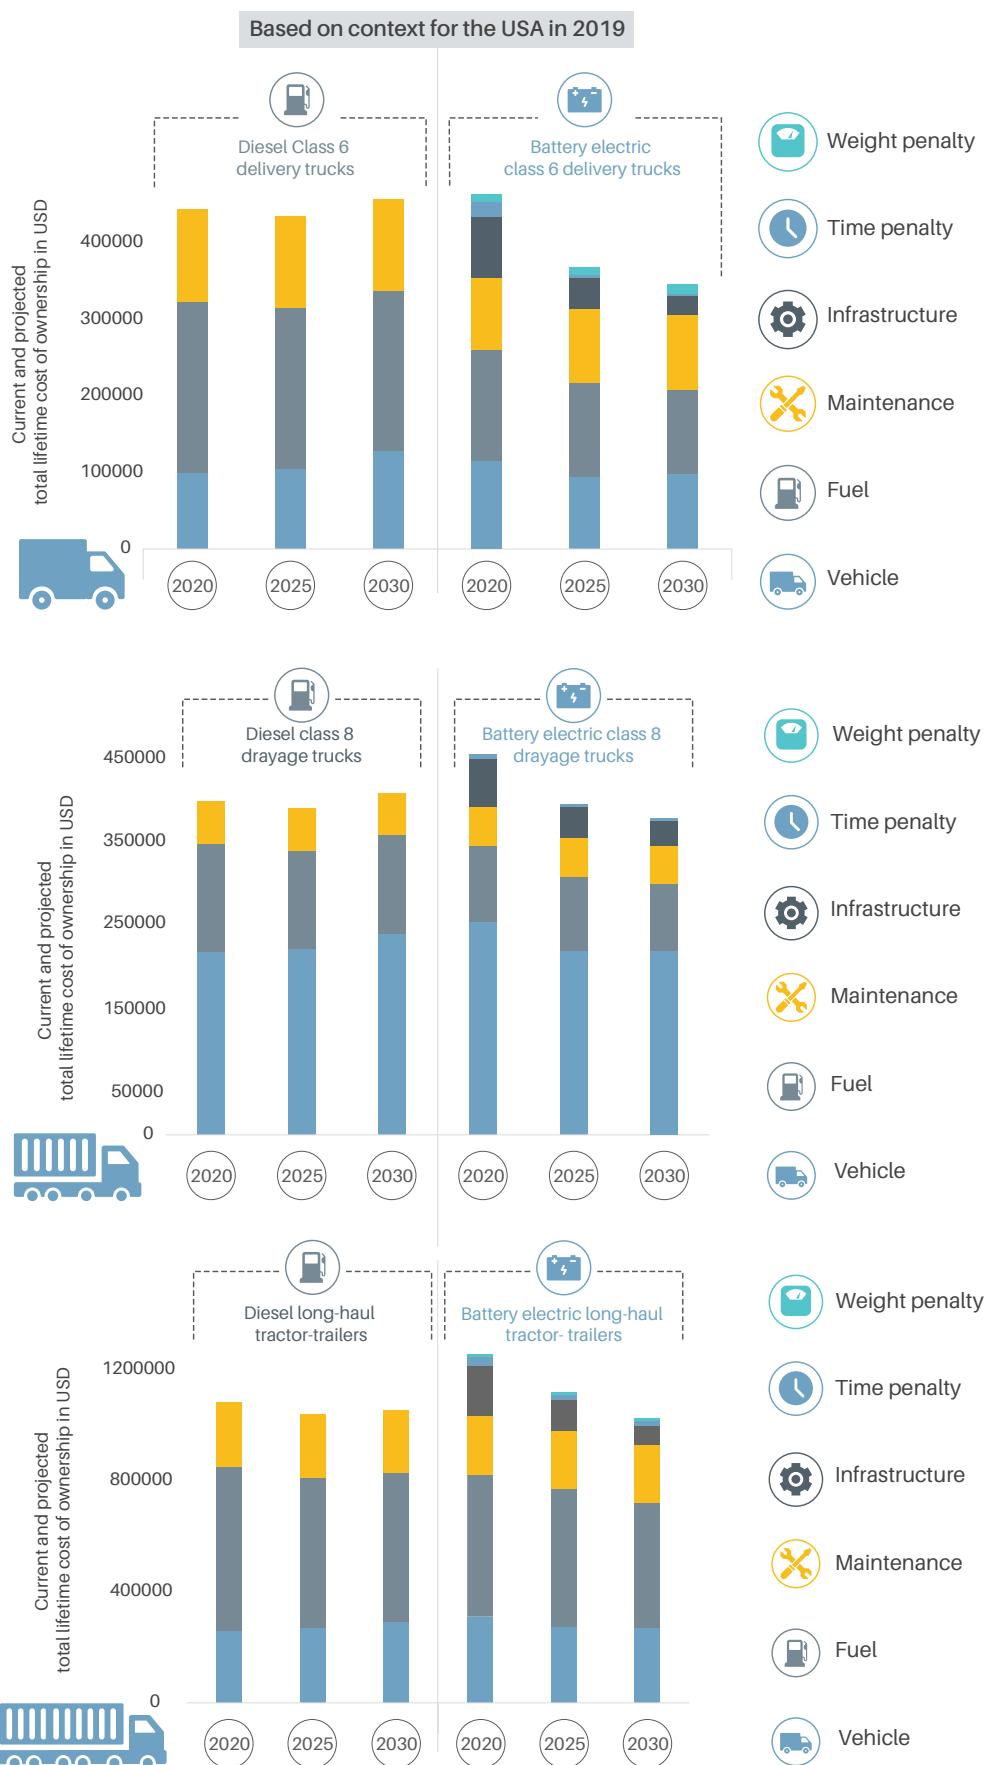 Based on context for the USA in 2019
Diesel Class 6
delivery trucks
Battery electric
class 6 delivery trucks
Current and projected
total lifetime cost of ownership in USD
400000
300000
200000
100000
0
2020
2025
2030
2020
2025
2030
Weight penalty
Time penalty
Infrastructure
Maintenance
Fuel
Vehicle
Diesel class 8
drayage trucks
Battery electric class 8
drayage trucks
Current and projected
total lifetime cost of ownership in USD
450000
350000
250000
150000
50000
0
2020
2025
2030
2020
2025
2030
Weight penalty
Time penalty
Infrastructure
Maintenance
Fuel
Vehicle
Diesel long-haul
tractor-trailers
Battery electric long-haul
tractor- trailers
Current and projected
total lifetime cost of ownership in USD
1200000
800000
400000
0
2020
2025
2030
2020
2025
2030
Weight penalty
Time penalty
Infrastructure
Maintenance
Fuel
Vehicle